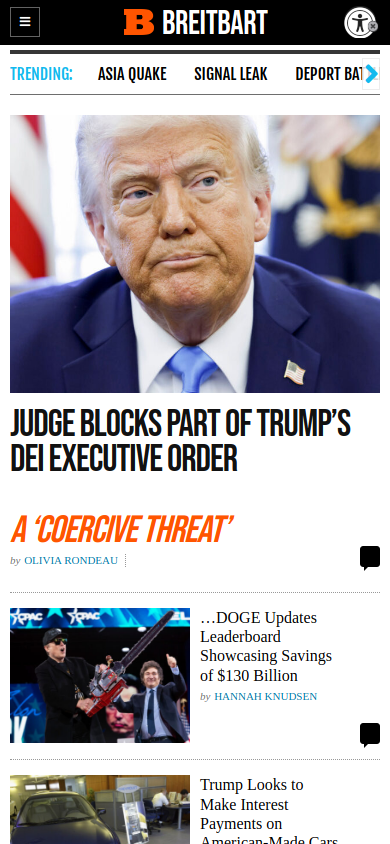 BREITBART
TRENDING:
ASIA QUAKE
SIGNAL LEAK
DEPORT BAT
JUDGE BLOCKS PART OF TRUMP'S
DEI EXECUTIVE ORDER
A 'COERCIVE THREAT'
by OLIVIA RONDEAU
CPAC
…DOGE Updates
Leaderboard
Showcasing Savings
of $130 Billion
by HANNAH KNUDSEN
Trump Looks to
Make Interest
Payments on
American-Made Cars